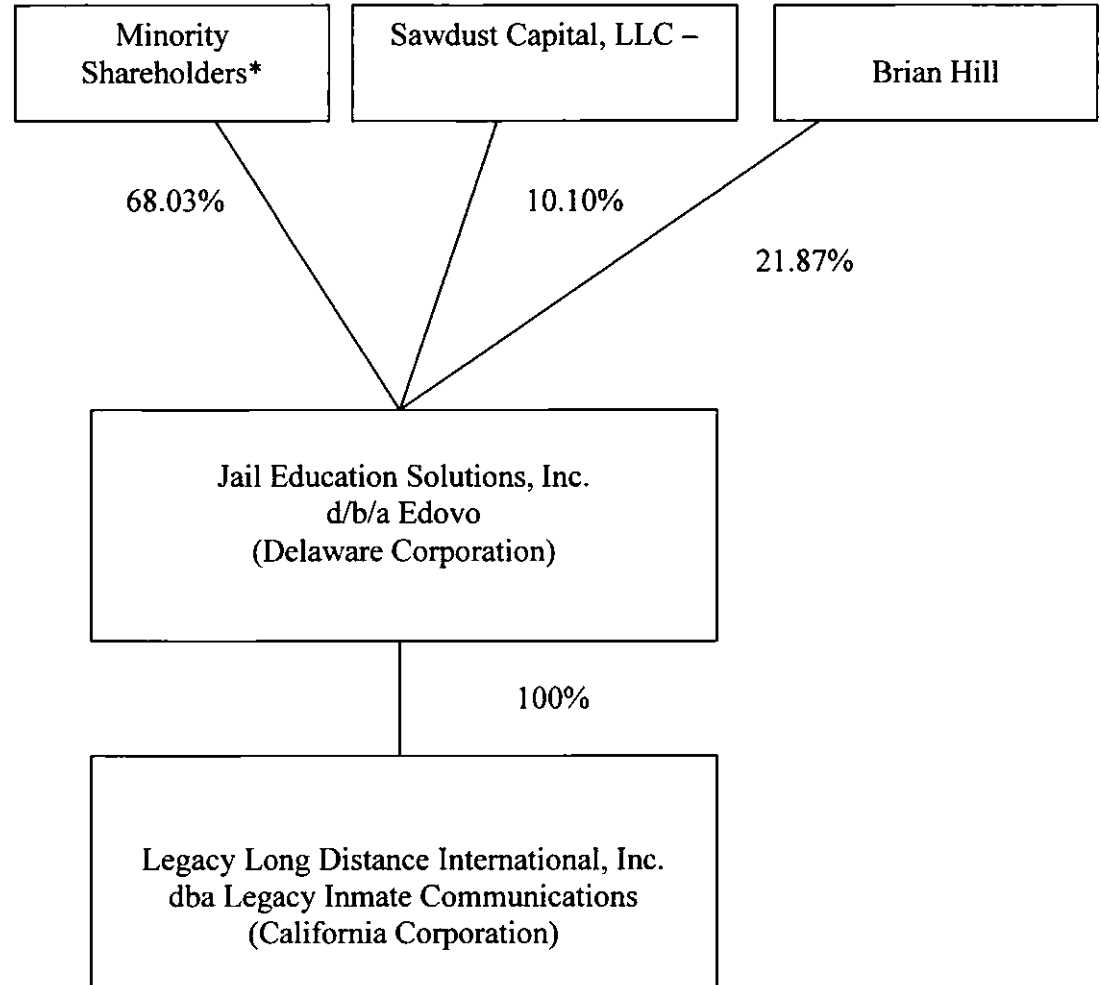 Minority
Shareholders*
Sawdust Capital, LLC –
Brian Hill
68.03%
10.10%
21.87%
Jail Education Solutions, Inc.
d/b/a Edovo
(Delaware Corporation)
100%
Legacy Long Distance International, Inc.
dba Legacy Inmate Communications
(California Corporation)